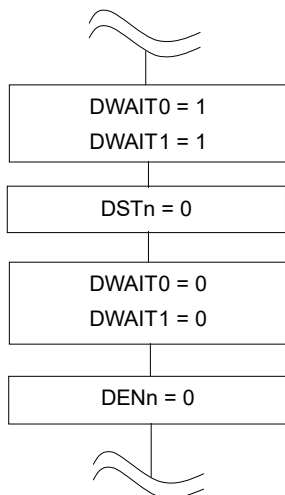 DWAIT0 = 1
DWAIT1 = 1
DSTn = 0
DWAIT0 = 0
DWAIT1 = 0
DENn = 0